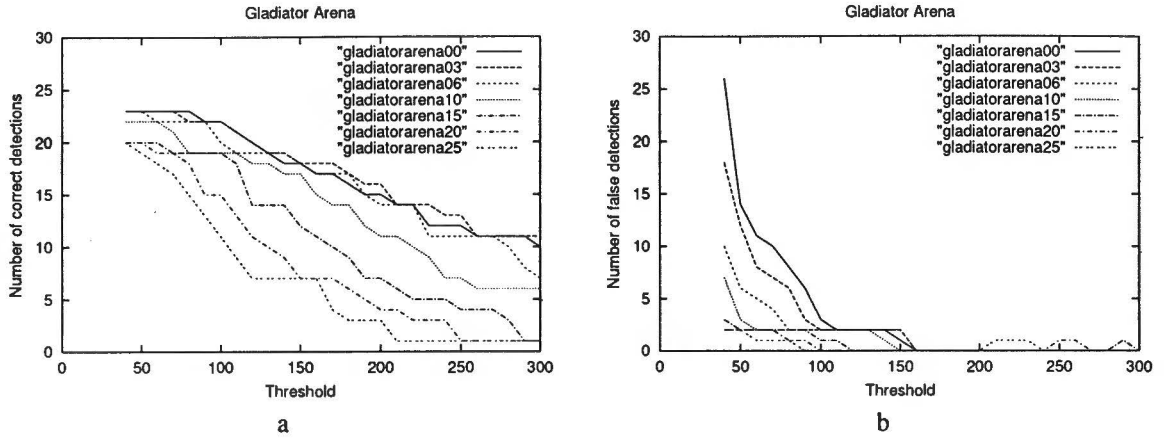 Gladiator Arena
30
25
20
15
10
5
0
Number of correct detections
"gladiatorarena00"
"gladiatorarena03"
"gladiatorarena06"
"gladiatorarena10"
"gladiatorarena15"
"gladiatorarena20"
"gladiatorarena25"
0 50 100 150 200 250 300
Threshold
a
Gladiator Arena
30
25
20
15
10
5
0
Number of false detections
"gladiatorarena00"
"gladiatorarena03"
"gladiatorarena06"
"gladiatorarena10"
"gladiatorarena15"
"gladiatorarena20"
"gladiatorarena25"
0 50 100 150 200 250 300
Threshold
b